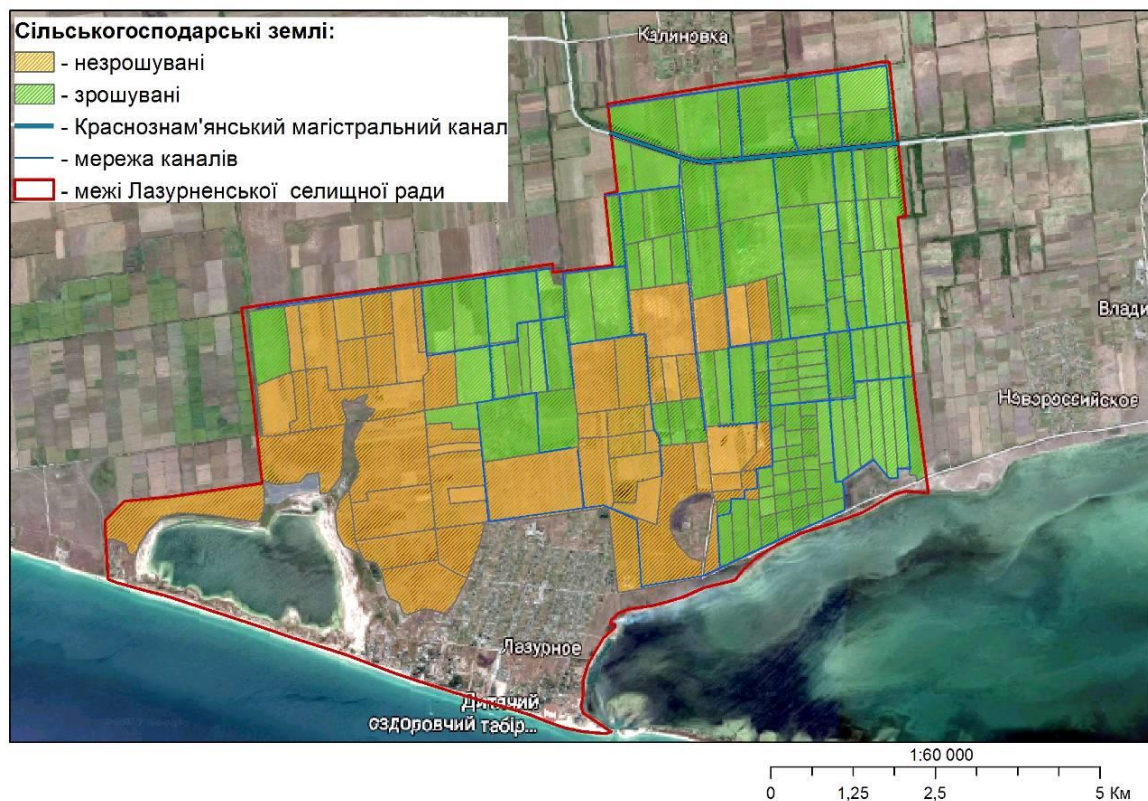 Сільськогосподарські землі:
- незрошувані
- зрошувані
- Краснознам'янський магістральний канал
- мережа каналів
- межі Лазурненської селищної ради
Калиновка
Влади
Новороссийское
Лазурное
Дитячий
оздоровчий табір...
1:60 000
0 1,25 2,5 5 Км